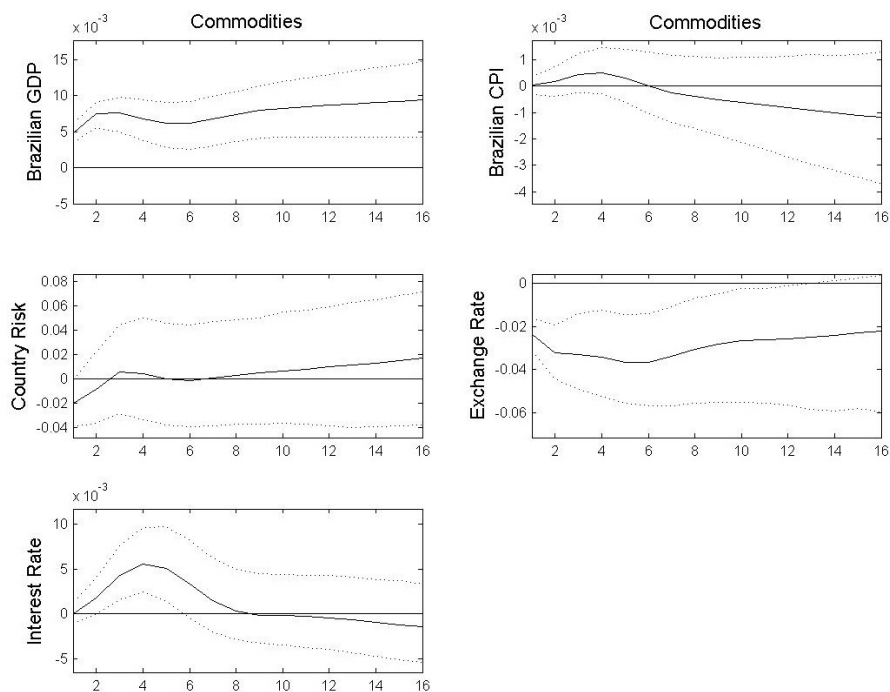 Commodities
x 10-3
Brazilian GDP
15
10
5
0
-5
2 4 6 8 10 12 14 16
Commodities
x 10-3
Brazilian CPI
1
0
-1
-2
-3
-4
2 4 6 8 10 12 14 16
Country Risk
0.08
0.06
0.04
0.02
0
-0.02
-0.04
2 4 6 8 10 12 14 16
Exchange Rate
0
-0.02
-0.04
-0.06
2 4 6 8 10 12 14 16
x 10-3
Interest Rate
10
5
0
-5
2 4 6 8 10 12 14 16